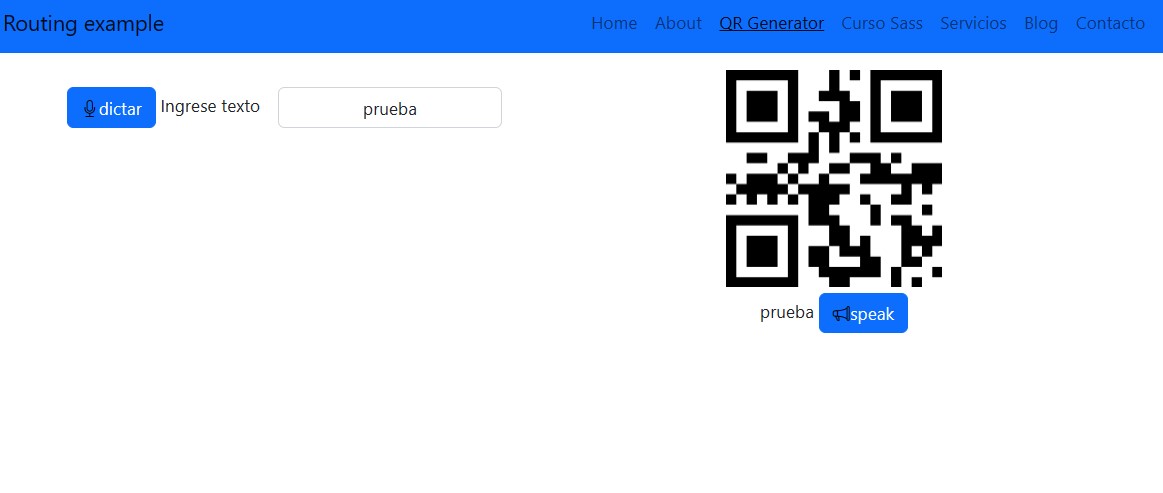 Routing example Home About QR Generator Curso Sass Servicios Blog Contacto
dictar Ingrese texto prueba
prueba speak